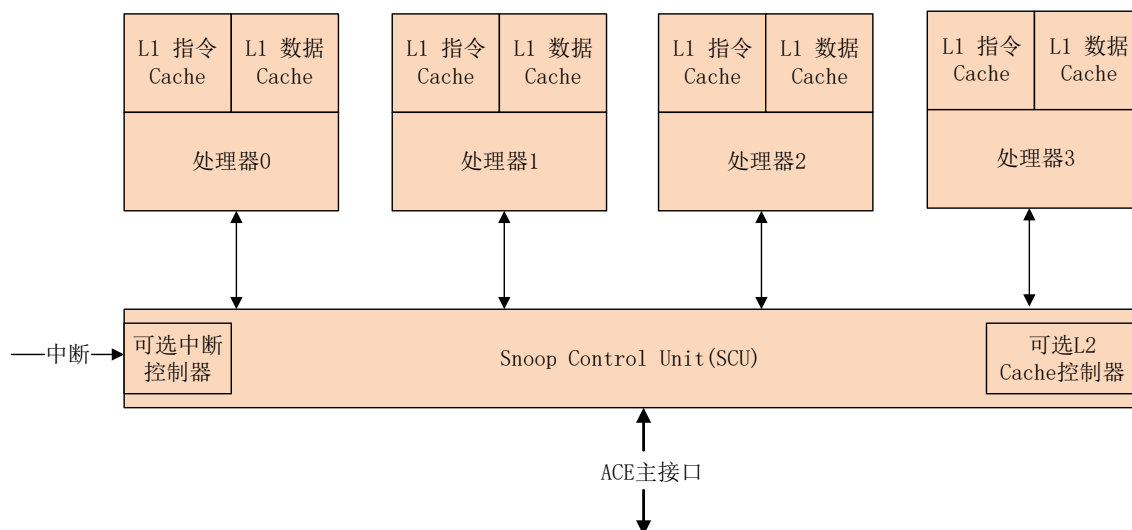 L1 指令
Cache
L1 数据
Cache
L1 指令
Cache
L1 数据
Cache
L1 指令
Cache
L1 数据
Cache
L1 指令
Cache
L1 数据
Cache
处理器0
处理器1
处理器2
处理器3
中断
可选中断
控制器
Snoop Control Unit(SCU)
可选L2
Cache控制器
ACE主接口